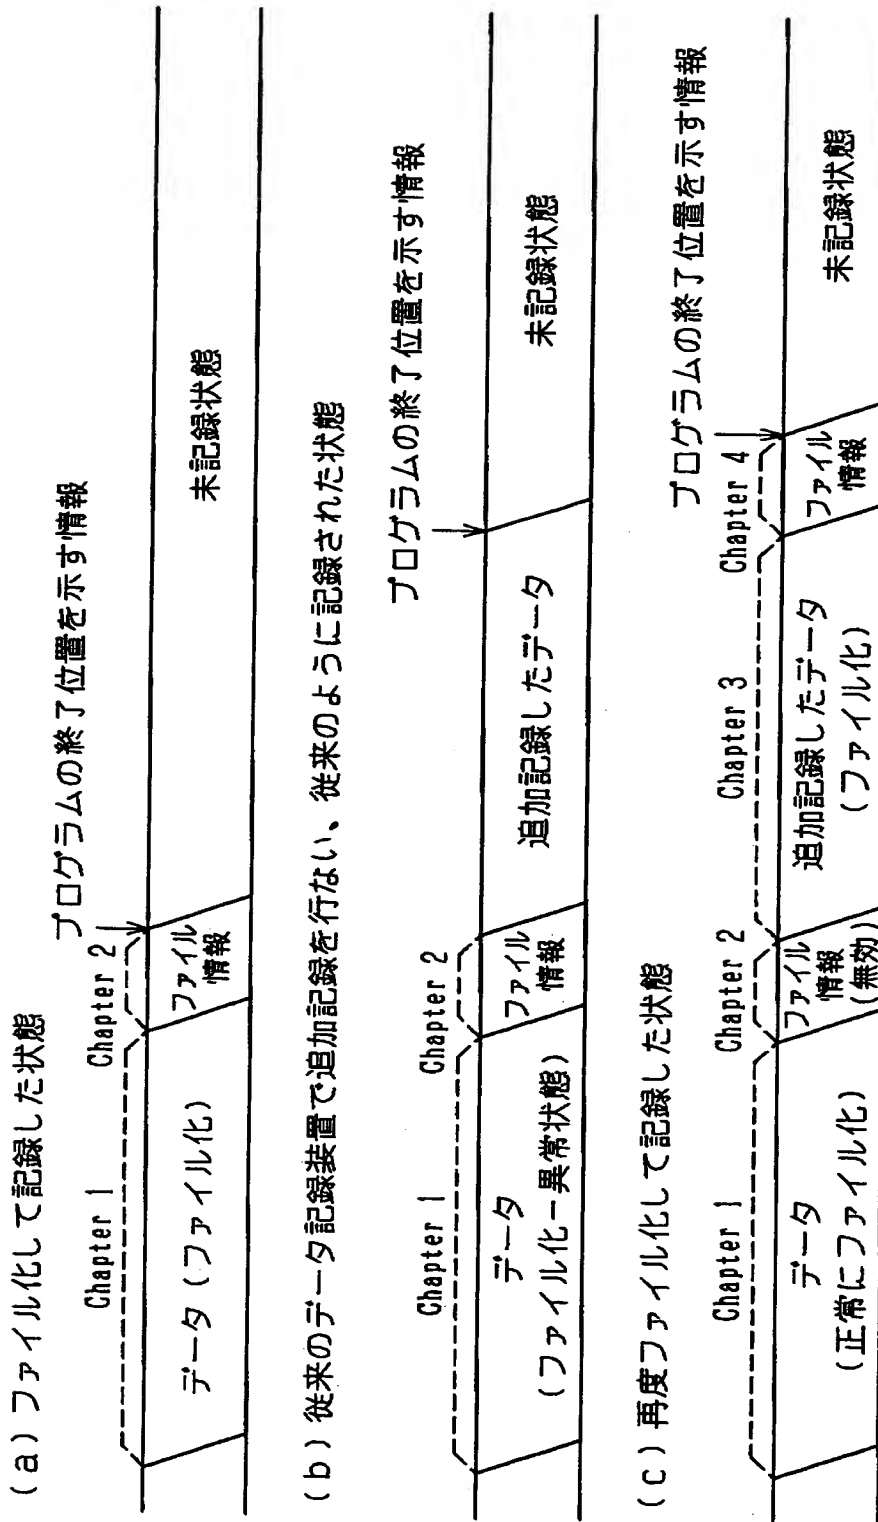 (a)ファイル化して記録した状態
プログラムの終了位置を示す情報
Chapter 1
Chapter 2
データ(ファイル化)
ファイル
情報
未記録状態
(b)従来のデータ記録装置で追加記録を行ない、従来のように記録された状態
プログラムの終了位置を示す情報
Chapter 1
Chapter 2
データ
(ファイル化ー異常状態)
ファイル
情報
追加記録したデータ
未記録状態
(c)再度ファイル化して記録した状態
プログラムの終了位置を示す情報
Chapter 1
Chapter 2
Chapter 3
Chapter 4
データ
(正常にファイル化)
ファイル
情報
(無効)
追加記録したデータ
(ファイル化)
ファイル
情報
未記録状態